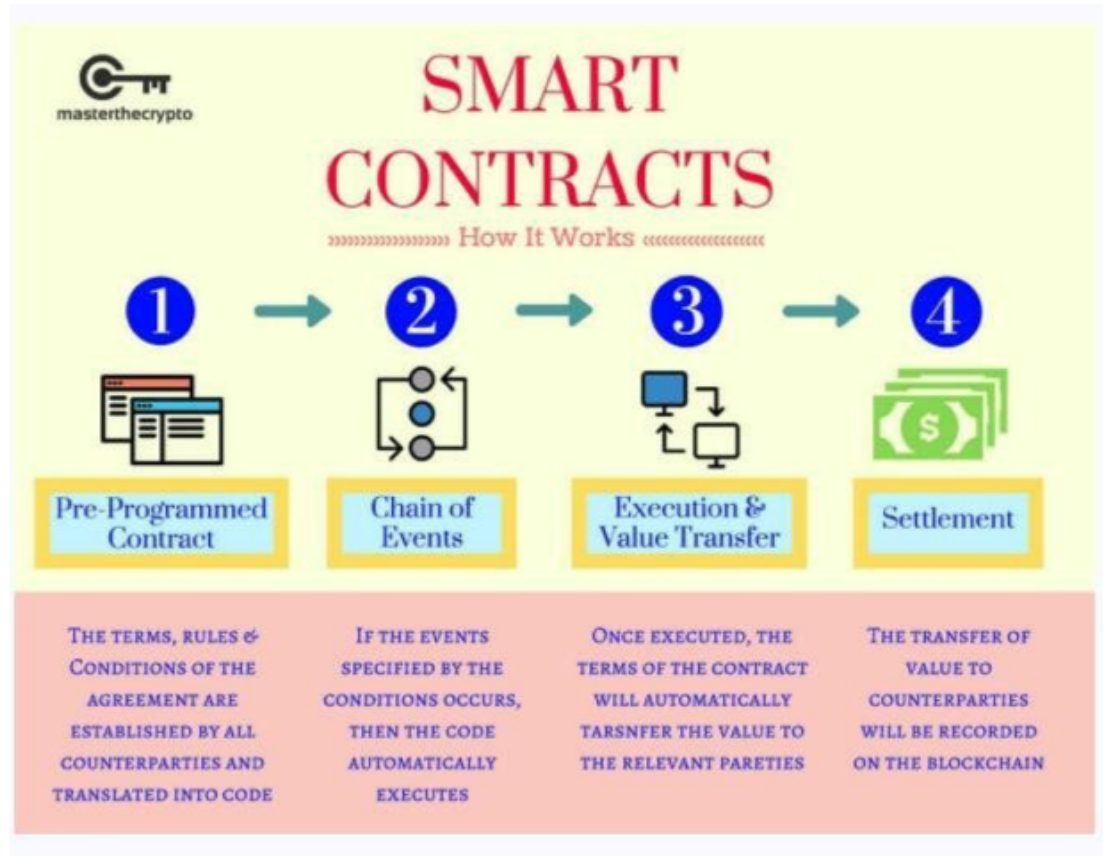 masterthecrypto
SMART
CONTRACTS
How It Works
1
2
3
4
$
Pre-Programmed
Contract
Chain of
Events
Execution &
Value Transfer
Settlement
THE TERMS, RULES &
CONDITIONS OF THE
AGREEMENT ARE
ESTABLISHED BY ALL
COUNTERPARTIES AND
TRANSLATED INTO CODE
IF THE EVENTS
SPECIFIED BY THE
CONDITIONS OCCURS,
THEN THE CODE
AUTOMATICALLY
EXECUTES
ONCE EXECUTED, THE
TERMS OF THE CONTRACT
WILL AUTOMATICALLY
TARSNFER THE VALUE TO
THE RELEVANT PARETIES
THE TRANSFER OF
VALUE TO
COUNTERPARTIES
WILL BE RECORDED
ON THE BLOCKCHAIN